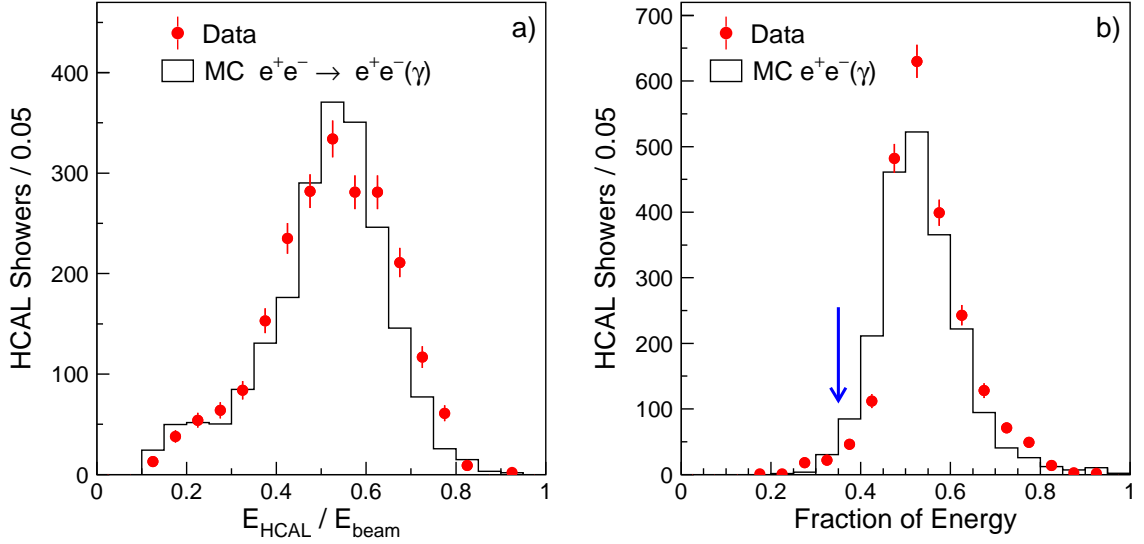 a)
Data
MC e⁺e⁻ → e⁺e⁻(γ)
HCAL Showers / 0.05
400
300
200
100
0
0 0.2 0.4 0.6 0.8 1
E_HCAL / E_beam
b)
Data
MC e⁺e⁻(γ)
HCAL Showers / 0.05
700
600
500
400
300
200
100
0
0 0.2 0.4 0.6 0.8 1
Fraction of Energy